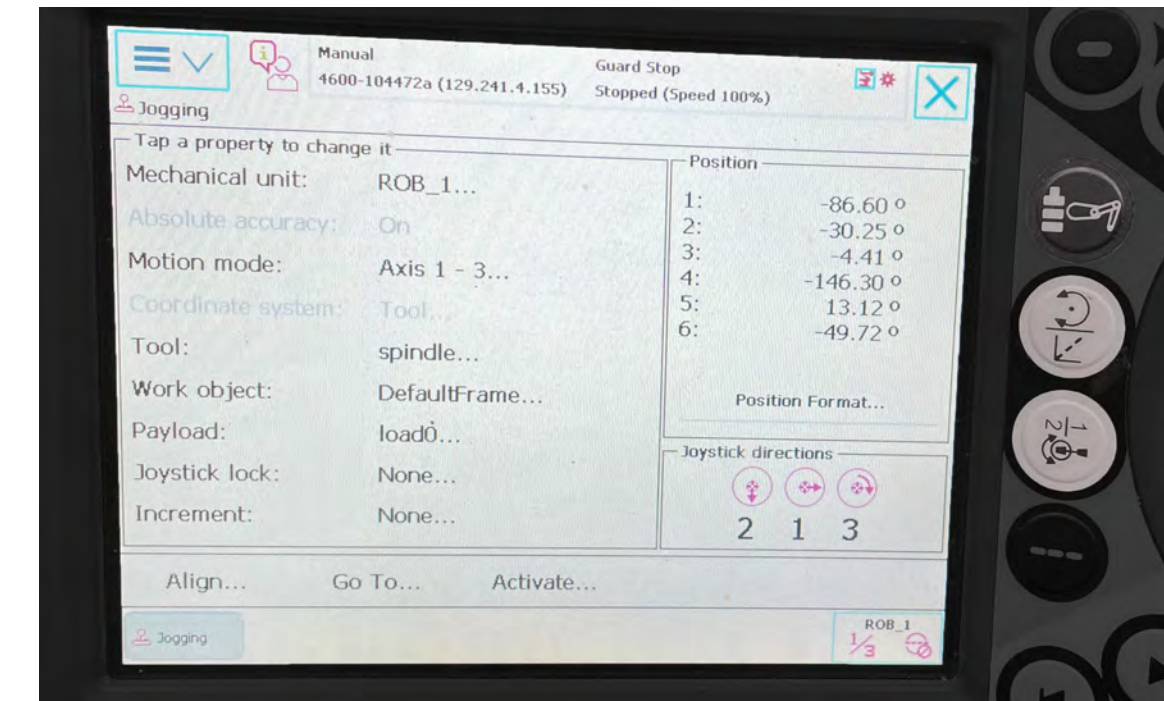 Manual
4600-104472a (129.241.4.155)
Guard Stop
Stopped (Speed 100%)
Jogging
Tap a property to change it
Mechanical unit: ROB_1...
Absolute accuracy: On
Motion mode: Axis 1 - 3...
Coordinate system: Tool...
Tool: spindle...
Work object: DefaultFrame...
Payload: load0...
Joystick lock: None...
Increment: None...
Position
1: -86.60 º
2: -30.25 º
3: -4.41 º
4: -146.30 º
5: 13.12 º
6: -49.72 º
Position Format...
Joystick directions
2 1 3
Align... Go To... Activate...
Jogging
ROB_1
1/3
1
2